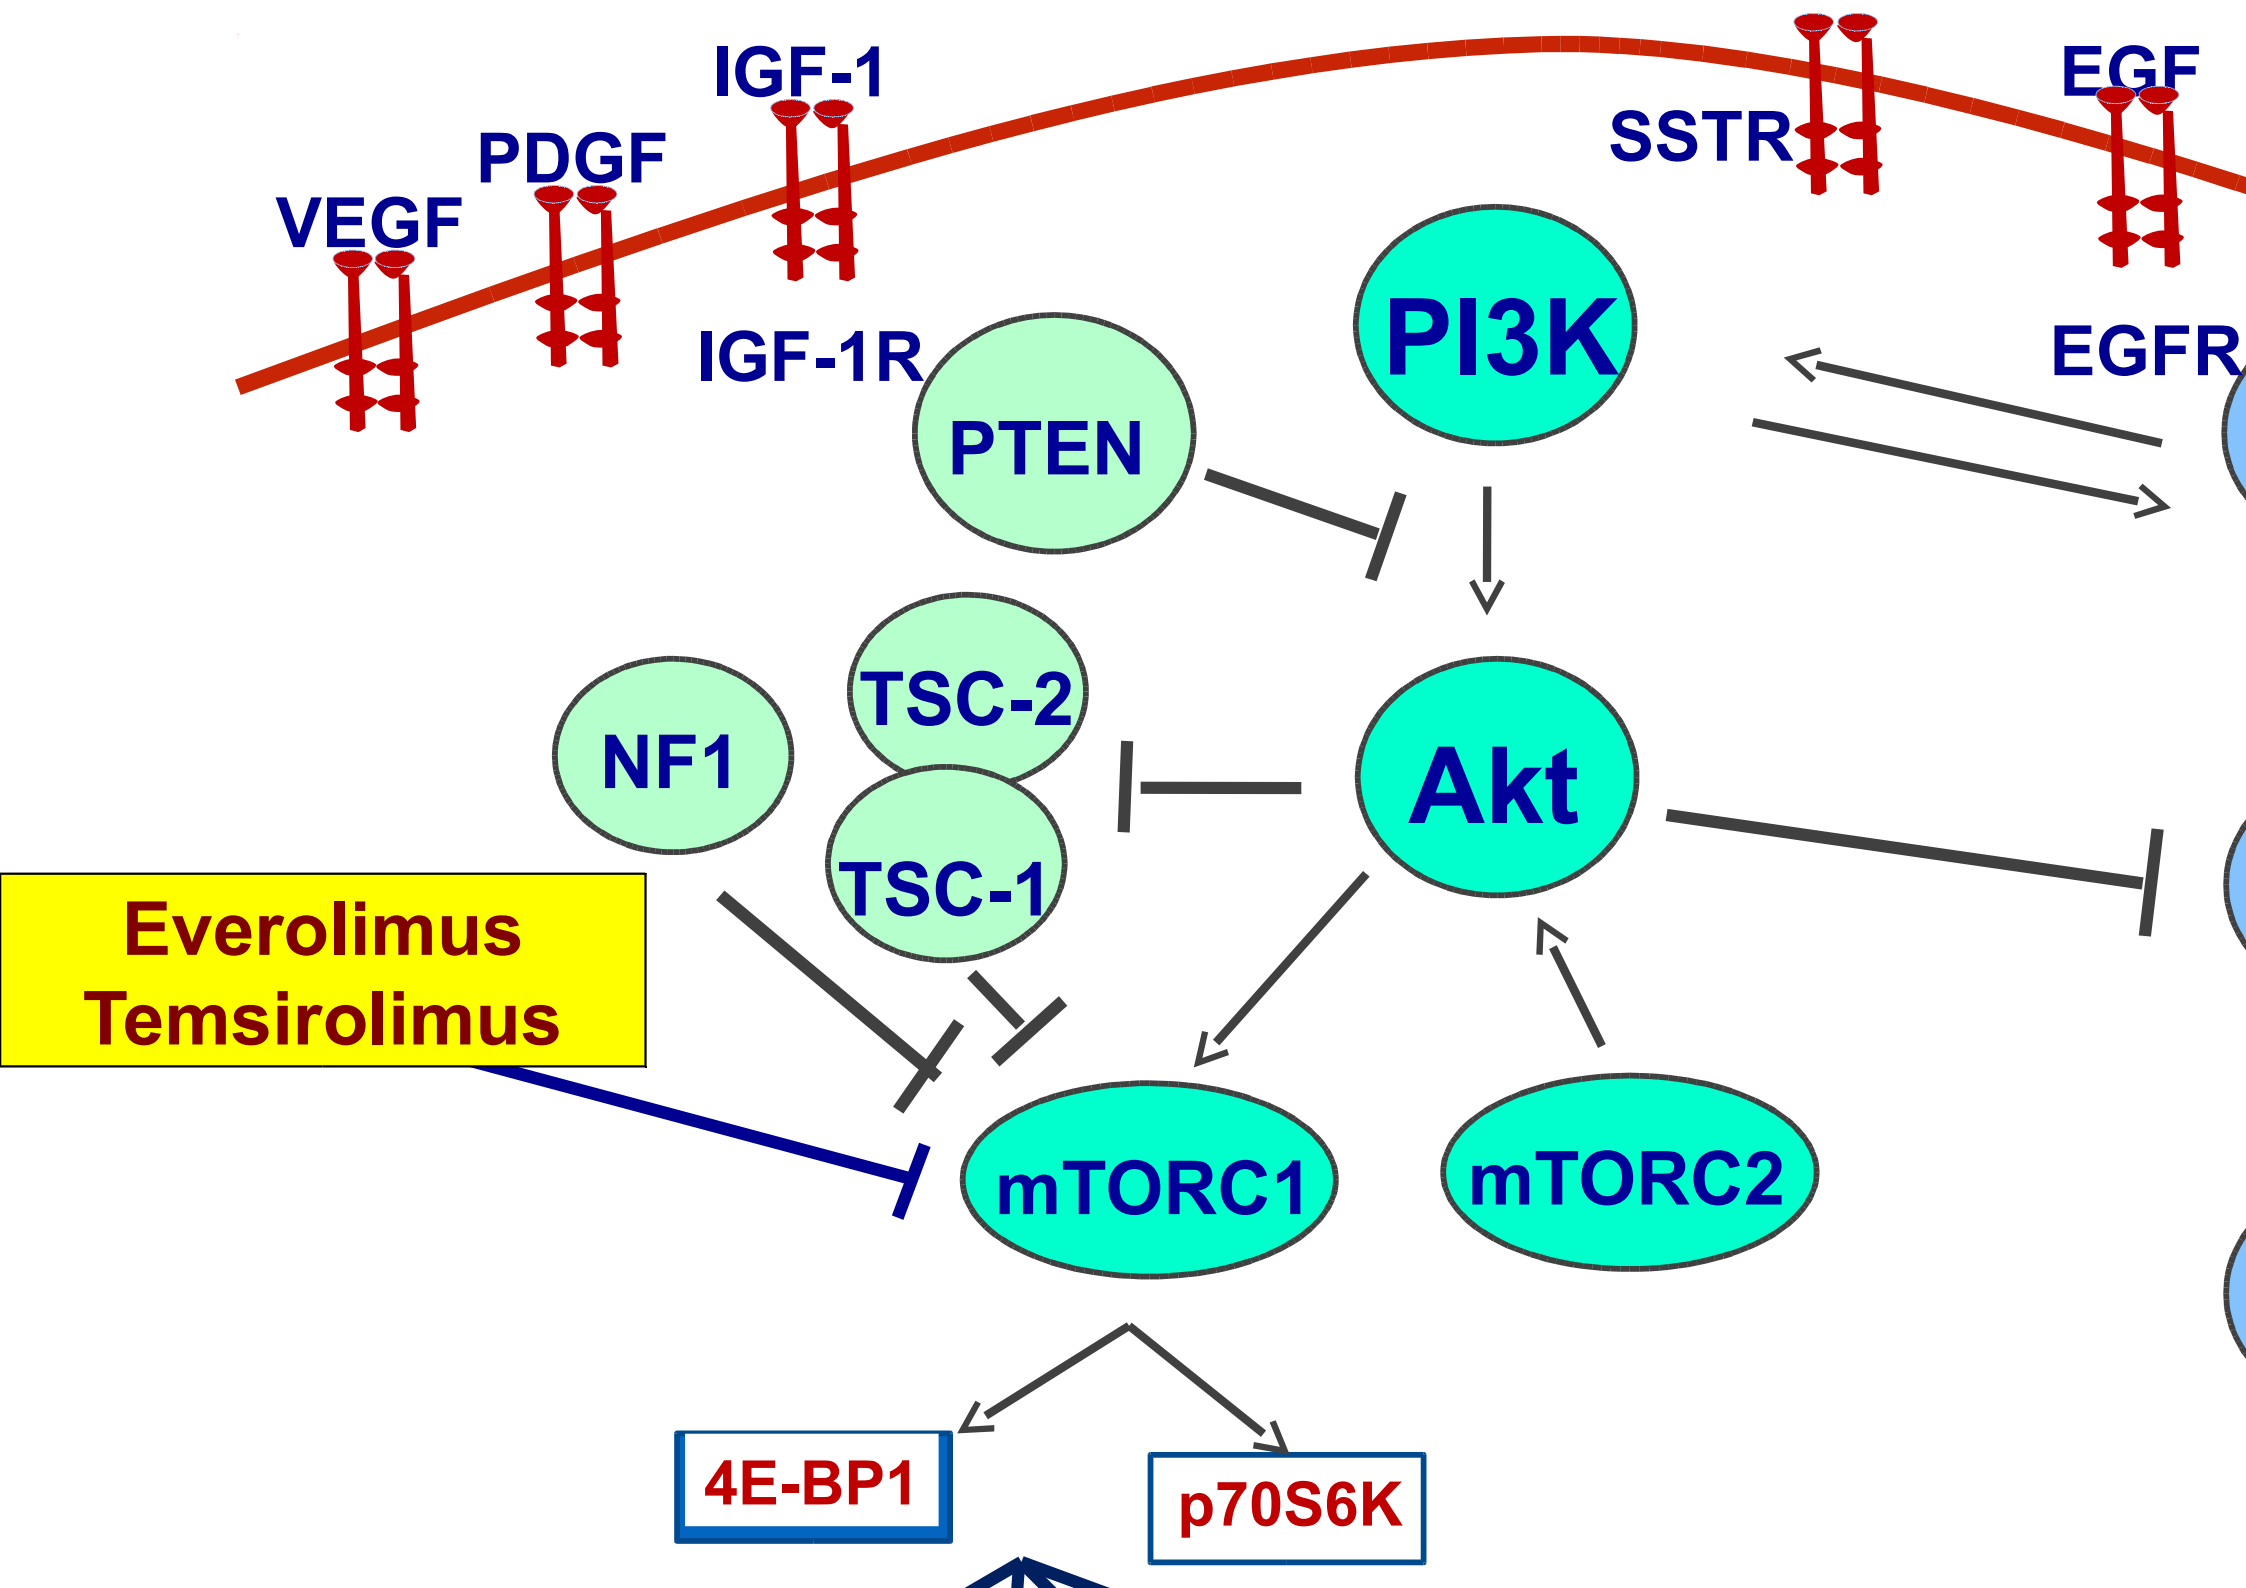 IGF-1
EGF
SSTR
PDGF
VEGF
PI3K
IGF-1R
EGFR
PTEN
TSC-2
NF1
Akt
TSC-1
Everolimus
Temsirolimus
mTORC1
mTORC2
4E-BP1
p70S6K